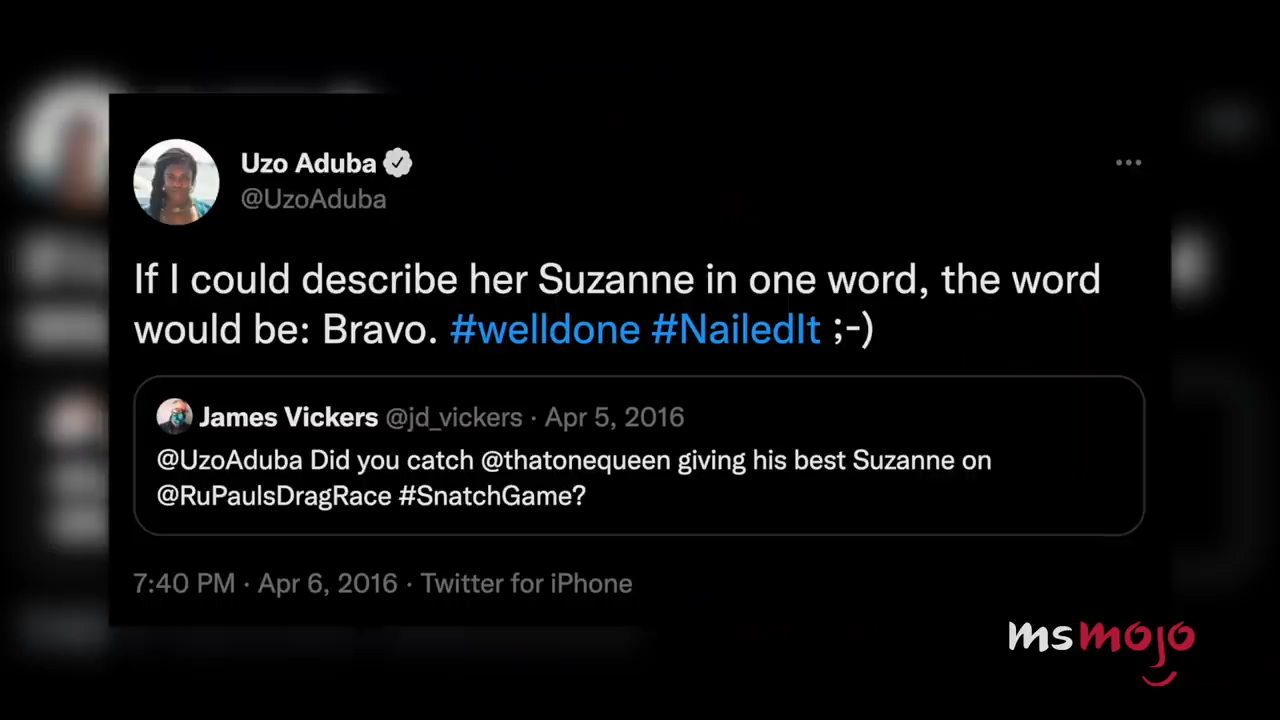 Uzo Aduba
@UzoAduba
If I could describe her Suzanne in one word, the word
would be: Bravo. #welldone #NailedIt ;-)
James Vickers @jd_vickers · Apr 5, 2016
@UzoAduba Did you catch @thatonequeen giving his best Suzanne on
@RuPaulsDragRace #SnatchGame?
7:40 PM · Apr 6, 2016 · Twitter for iPhone
msmojo